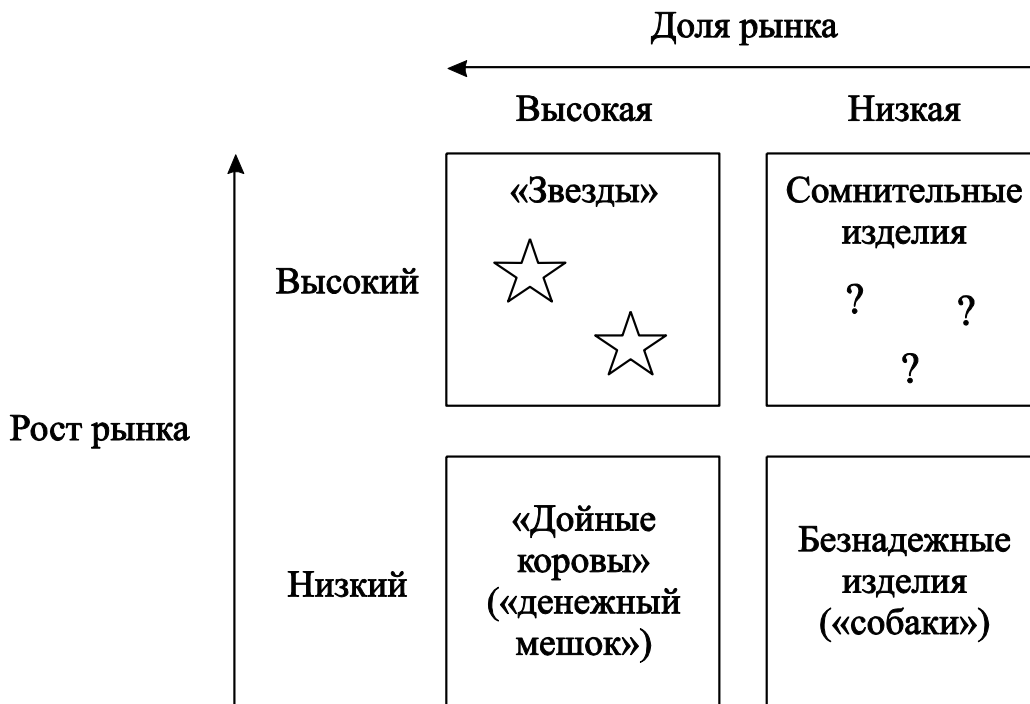 Доля рынка
Высокая
Низкая
«Звезды»
Сомнительные
изделия
Высокий
?
?
?
Рост рынка
Низкий
«Дойные
коровы»
(«денежный
мешок»)
Безнадежные
изделия
(«собаки»)